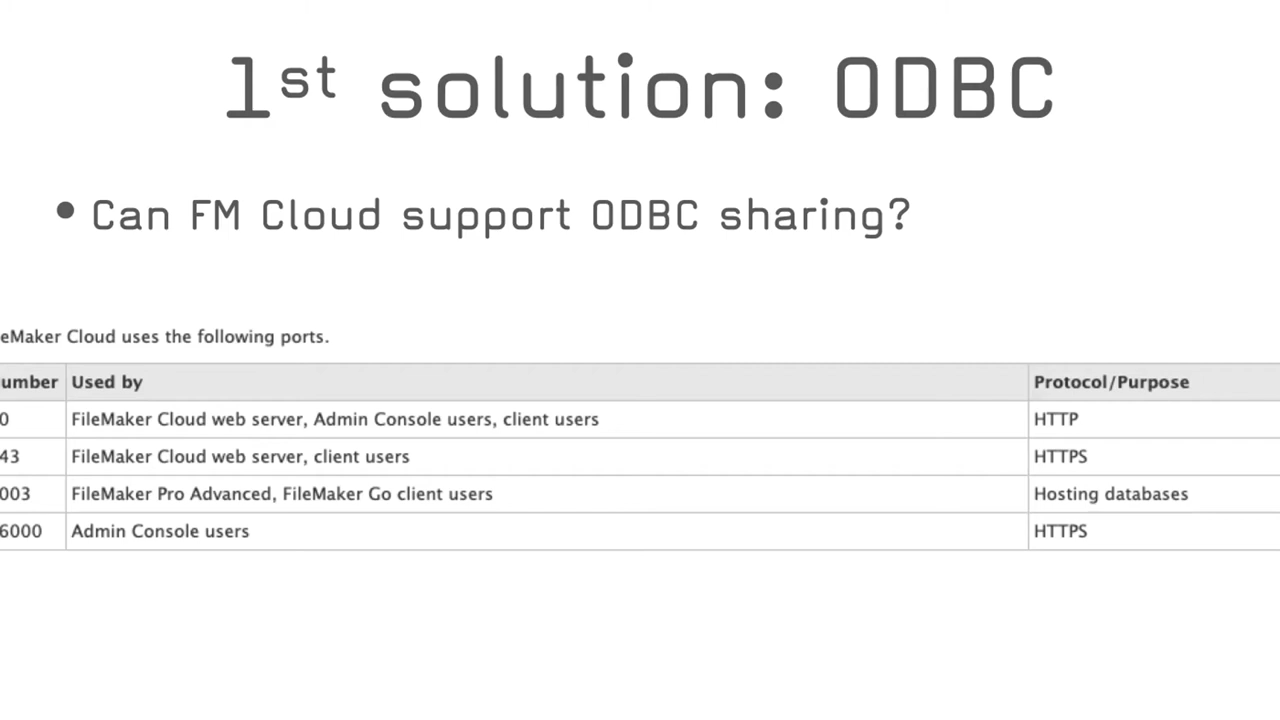 1st solution: ODBC
• Can FM Cloud support ODBC sharing?
eMaker Cloud uses the following ports.
umber Used by Protocol/Purpose
0 FileMaker Cloud web server, Admin Console users, client users HTTP
43 FileMaker Cloud web server, client users HTTPS
003 FileMaker Pro Advanced, FileMaker Go client users Hosting databases
6000 Admin Console users HTTPS